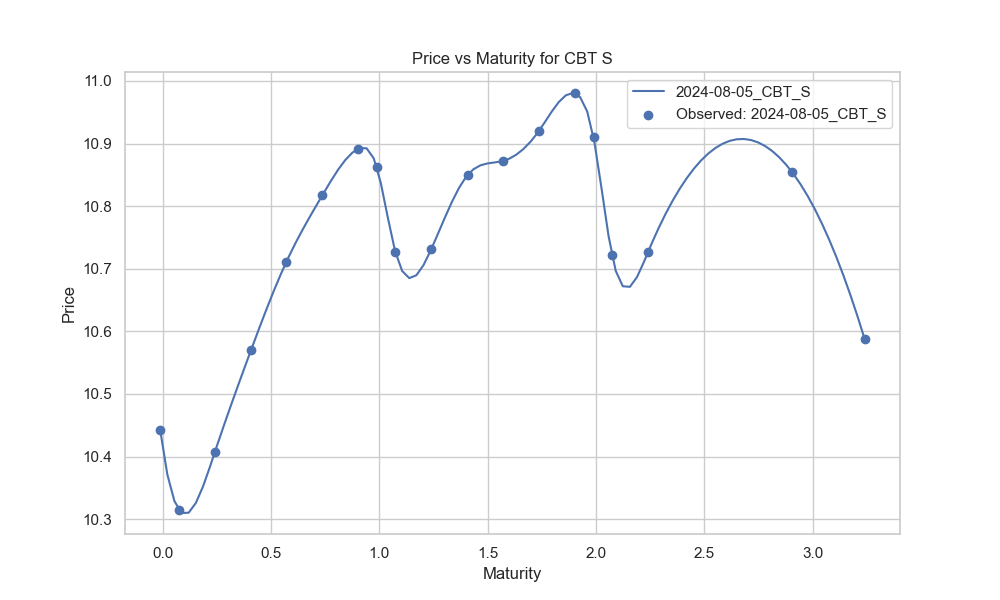 Price vs Maturity for CBT S
2024-08-05_CBT_S
Observed: 2024-08-05_CBT_S
Price
11.0
10.9
10.8
10.7
10.6
10.5
10.4
10.3
0.0 0.5 1.0 1.5 2.0 2.5 3.0
Maturity